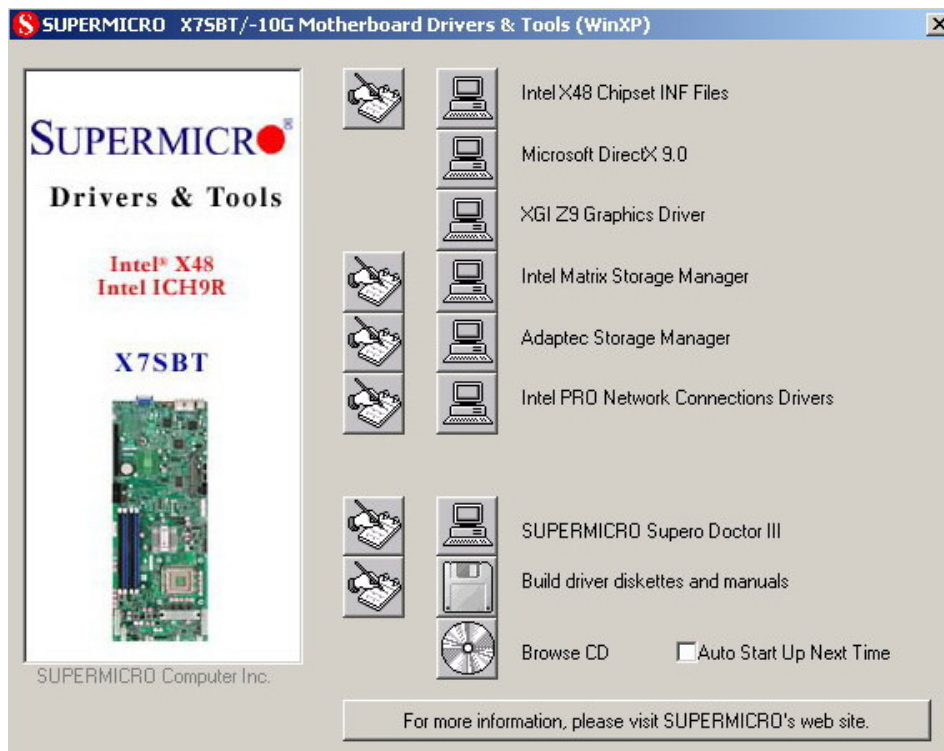 SUPERMICRO X7SBT/-10G Motherboard Drivers & Tools (WinXP)
SUPERMICRO®
Drivers & Tools
Intel® X48
Intel ICH9R
X7SBT
SUPERMICRO Computer Inc.
Intel X48 Chipset INF Files
Microsoft DirectX 9.0
XGI Z9 Graphics Driver
Intel Matrix Storage Manager
Adaptec Storage Manager
Intel PRO Network Connections Drivers
SUPERMICRO Supero Doctor III
Build driver diskettes and manuals
Browse CD
Auto Start Up Next Time
For more information, please visit SUPERMICRO's web site.